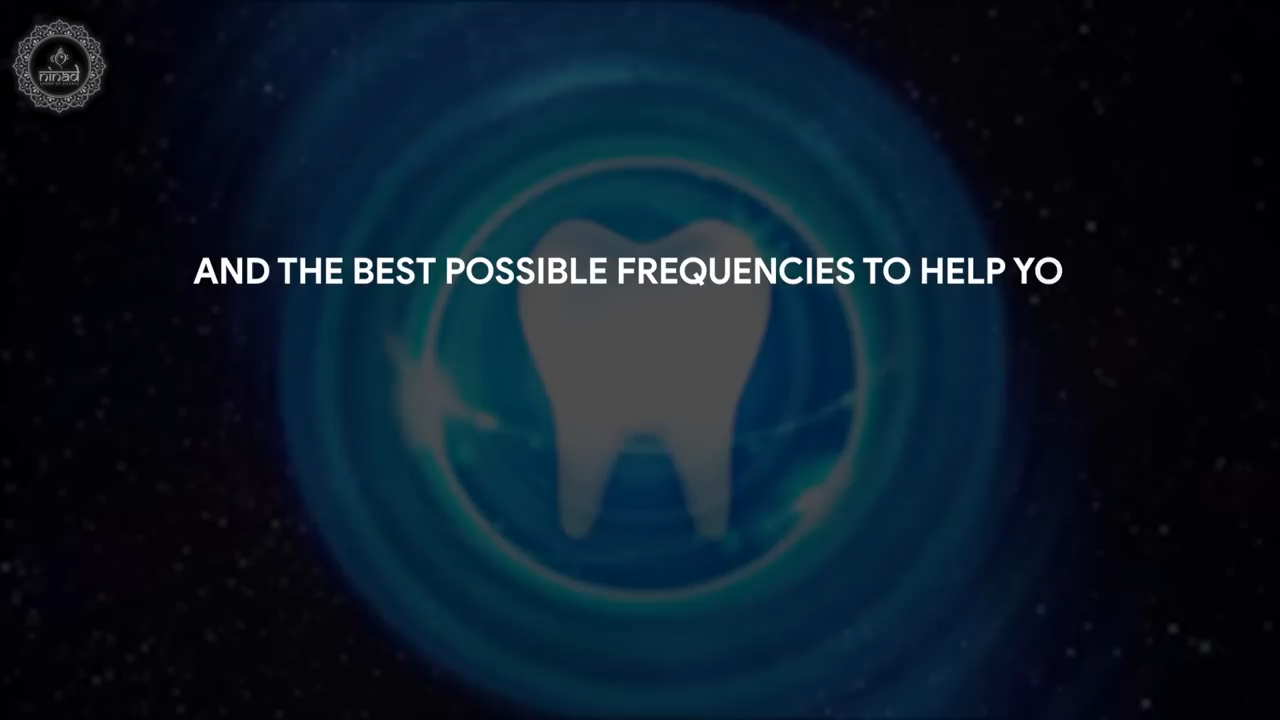 ninad
AND THE BEST POSSIBLE FREQUENCIES TO HELP YO